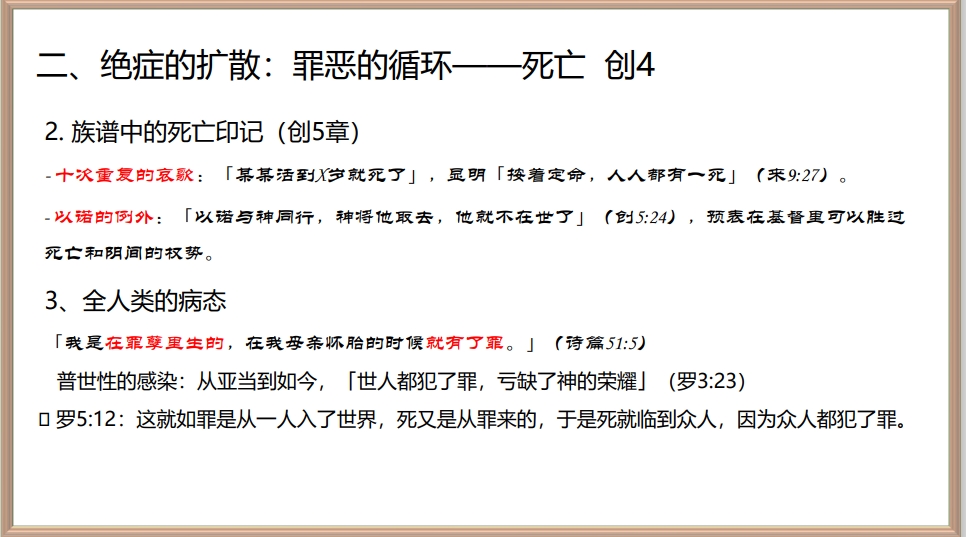 二、绝症的扩散：罪恶的循环——死亡 创4
2. 族谱中的死亡印记（创5章）
- 十次重复的哀歌：「某某活到X岁就死了」，显明「按着定命，人人都有一死」（来9:27）。
- 以诺的例外：「以诺与神同行，神将他取去，他就不在世了」（创5:24），预表在基督里可以胜过
死亡和阴间的权势。
3、全人类的病态
「我是在罪孽里生的，在我母亲怀胎的时候就有了罪。」（诗篇51:5）
普世性的感染：从亚当到如今，「世人都犯了罪，亏缺了神的荣耀」（罗3:23）
▯ 罗5:12：这就如罪是从一人入了世界，死又是从罪来的，于是死就临到众人，因为众人都犯了罪。